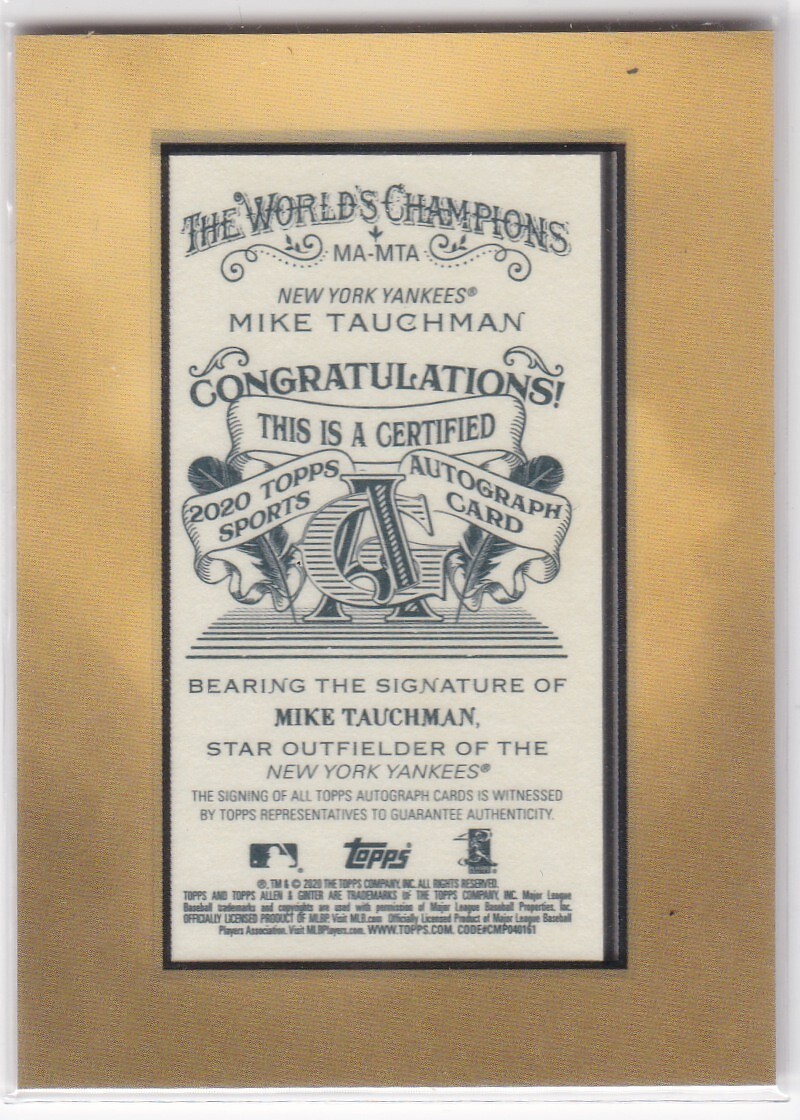 THE WORLD'S CHAMPIONS
MA-MTA
NEW YORK YANKEES®
MIKE TAUCHMAN
CONGRATULATIONS!
THIS IS A CERTIFIED
2020 TOPPS
SPORTS
AUTOGRAPH
CARD
AG
BEARING THE SIGNATURE OF
MIKE TAUCHMAN,
STAR OUTFIELDER OF THE
NEW YORK YANKEES®
THE SIGNING OF ALL TOPPS AUTOGRAPH CARDS IS WITNESSED
BY TOPPS REPRESENTATIVES TO GUARANTEE AUTHENTICITY.
Topps®
®, TM & © 2020 THE TOPPS COMPANY, INC. ALL RIGHTS RESERVED.
TOPPS AND TOPPS ALLEN & GINTER ARE TRADEMARKS OF THE TOPPS COMPANY, INC. Major League
Baseball trademarks and copyrights are used with permission of Major League Baseball Properties, Inc.
OFFICIALLY LICENSED PRODUCT OF MLBP. Visit MLB.com Officially Licensed Product of Major League Baseball
Players Association. Visit MLBPlayers.com. WWW.TOPPS.COM. CODE#CMP040161